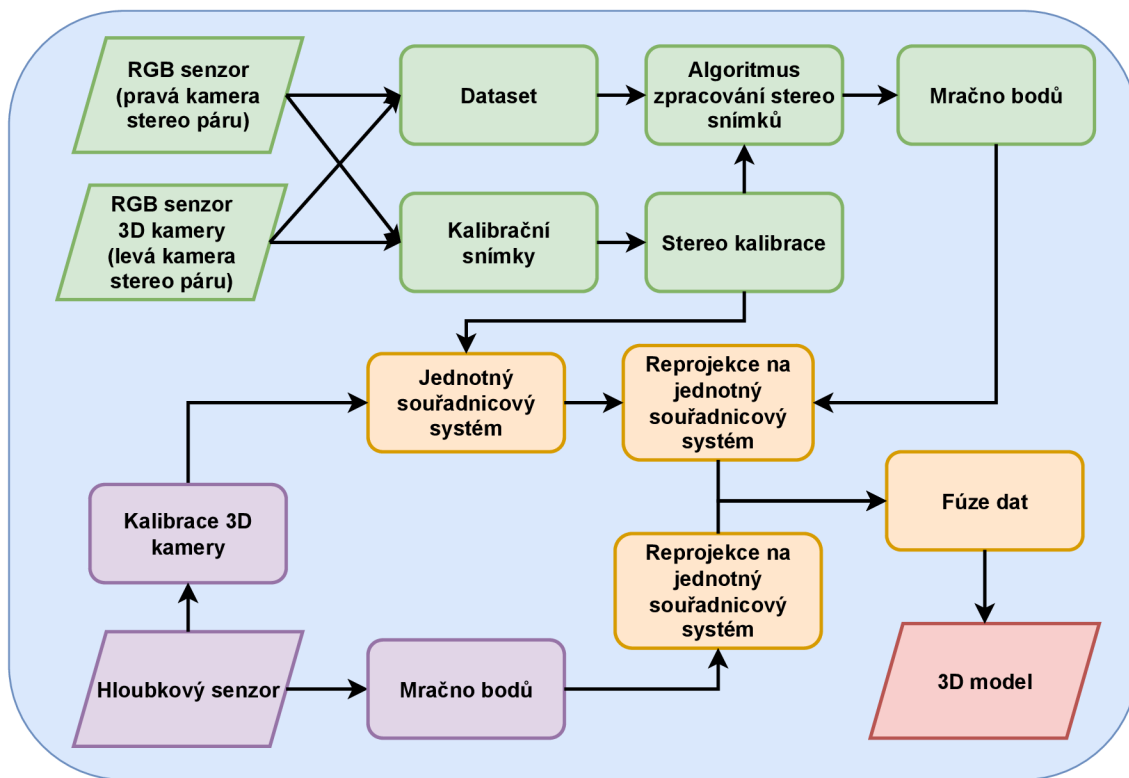 RGB senzor
(pravá kamera
stereo páru)
Dataset
Algoritmus
zpracování stereo
snímků
Mračno bodů
RGB senzor
3D kamery
(levá kamera
stereo páru)
Kalibrační
snímky
Stereo kalibrace
Jednotný
souřadnicový
systém
Reprojekce na
jednotný
souřadnicový
systém
Kalibrace 3D
kamery
Fúze dat
Reprojekce na
jednotný
souřadnicový
systém
Hloubkový senzor
Mračno bodů
3D model